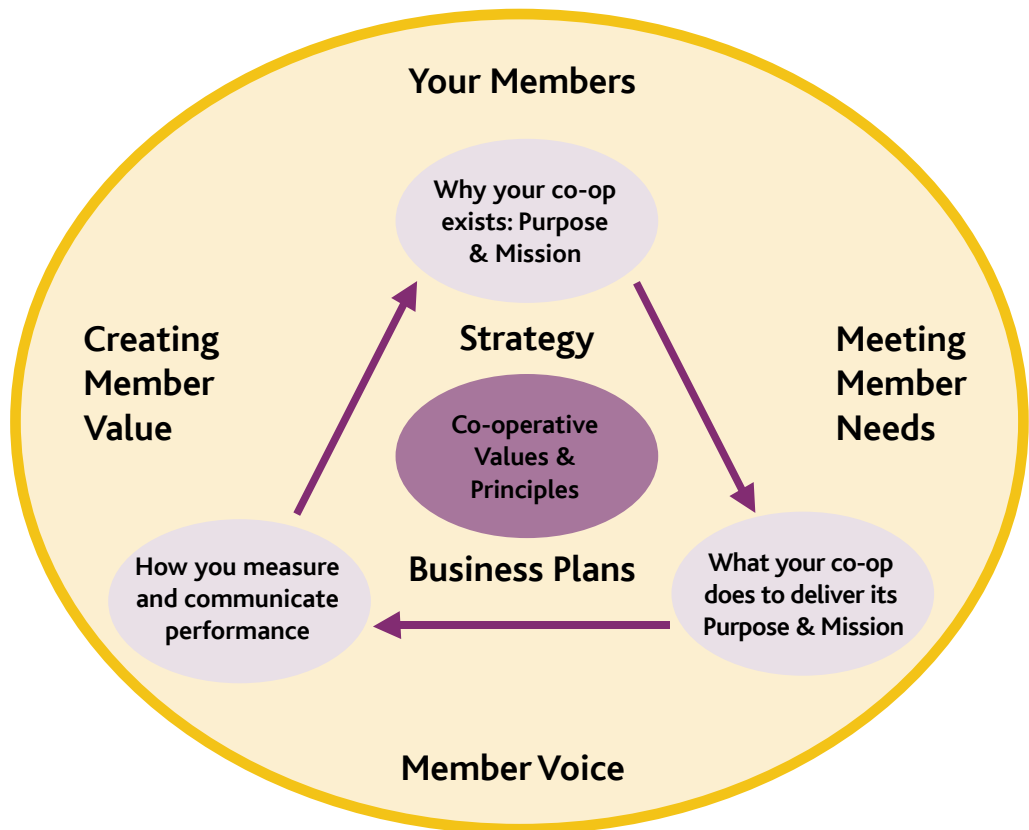 Your Members
Why your co-op
exists: Purpose
& Mission
Creating
Member
Value
Strategy
Meeting
Member
Needs
Co-operative
Values &
Principles
How you measure
and communicate
performance
Business Plans
What your co-op
does to deliver its
Purpose & Mission
Member Voice